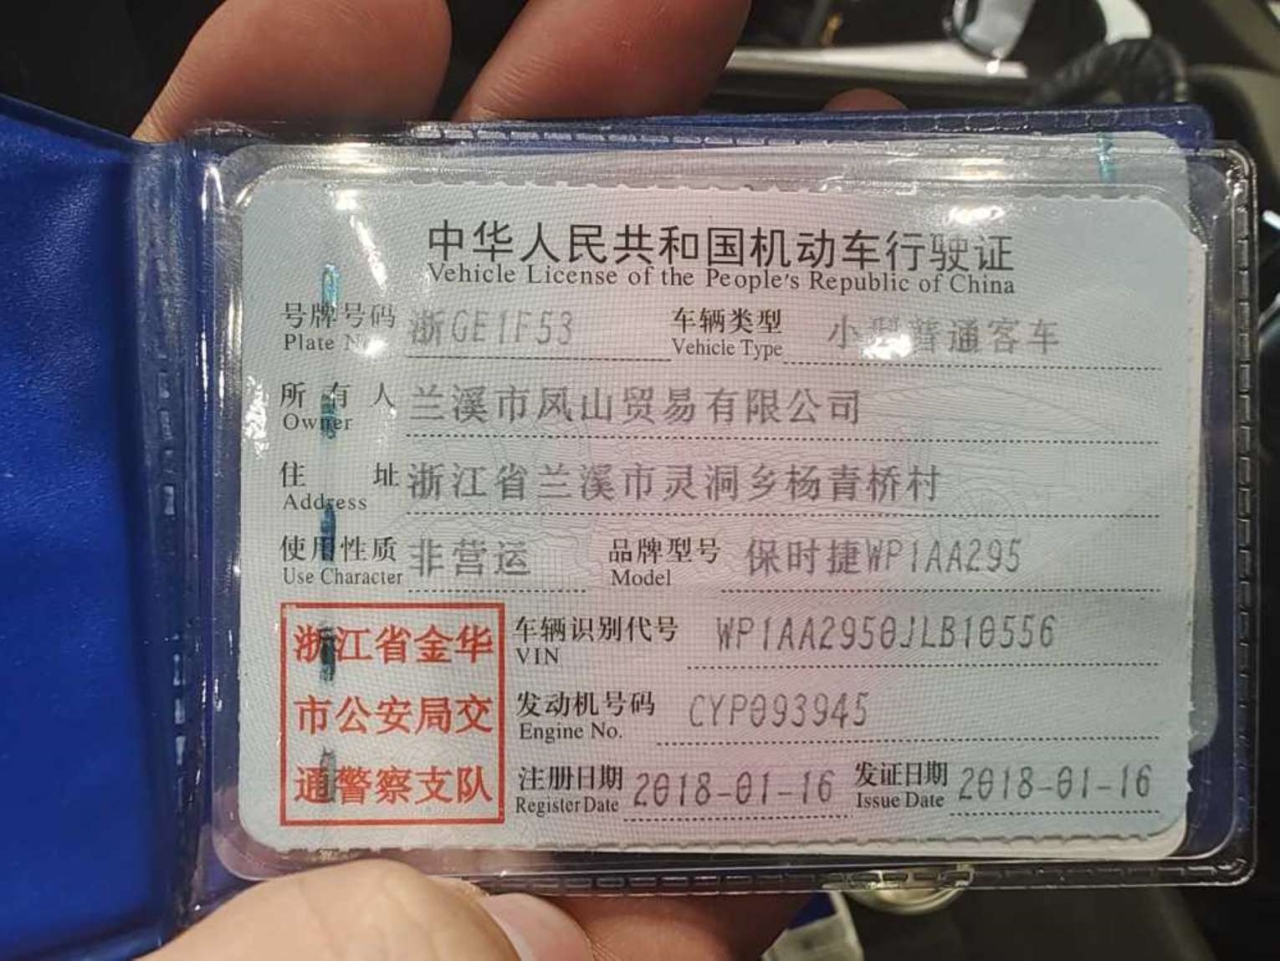 中华人民共和国机动车行驶证
Vehicle License of the People's Republic of China
号牌号码 浙GE1F53 车辆类型 小型普通客车
Plate No. Vehicle Type
所有人 兰溪市凤山贸易有限公司
Owner
住址 浙江省兰溪市灵洞乡杨青桥村
Address
使用性质 非营运 品牌型号 保时捷WP1AA295
Use Character Model
浙江省金华
市公安局交
通警察支队
车辆识别代号 WP1AA2950JLB10556
VIN
发动机号码 CYP093945
Engine No.
注册日期 2018-01-16 发证日期 2018-01-16
Register Date Issue Date